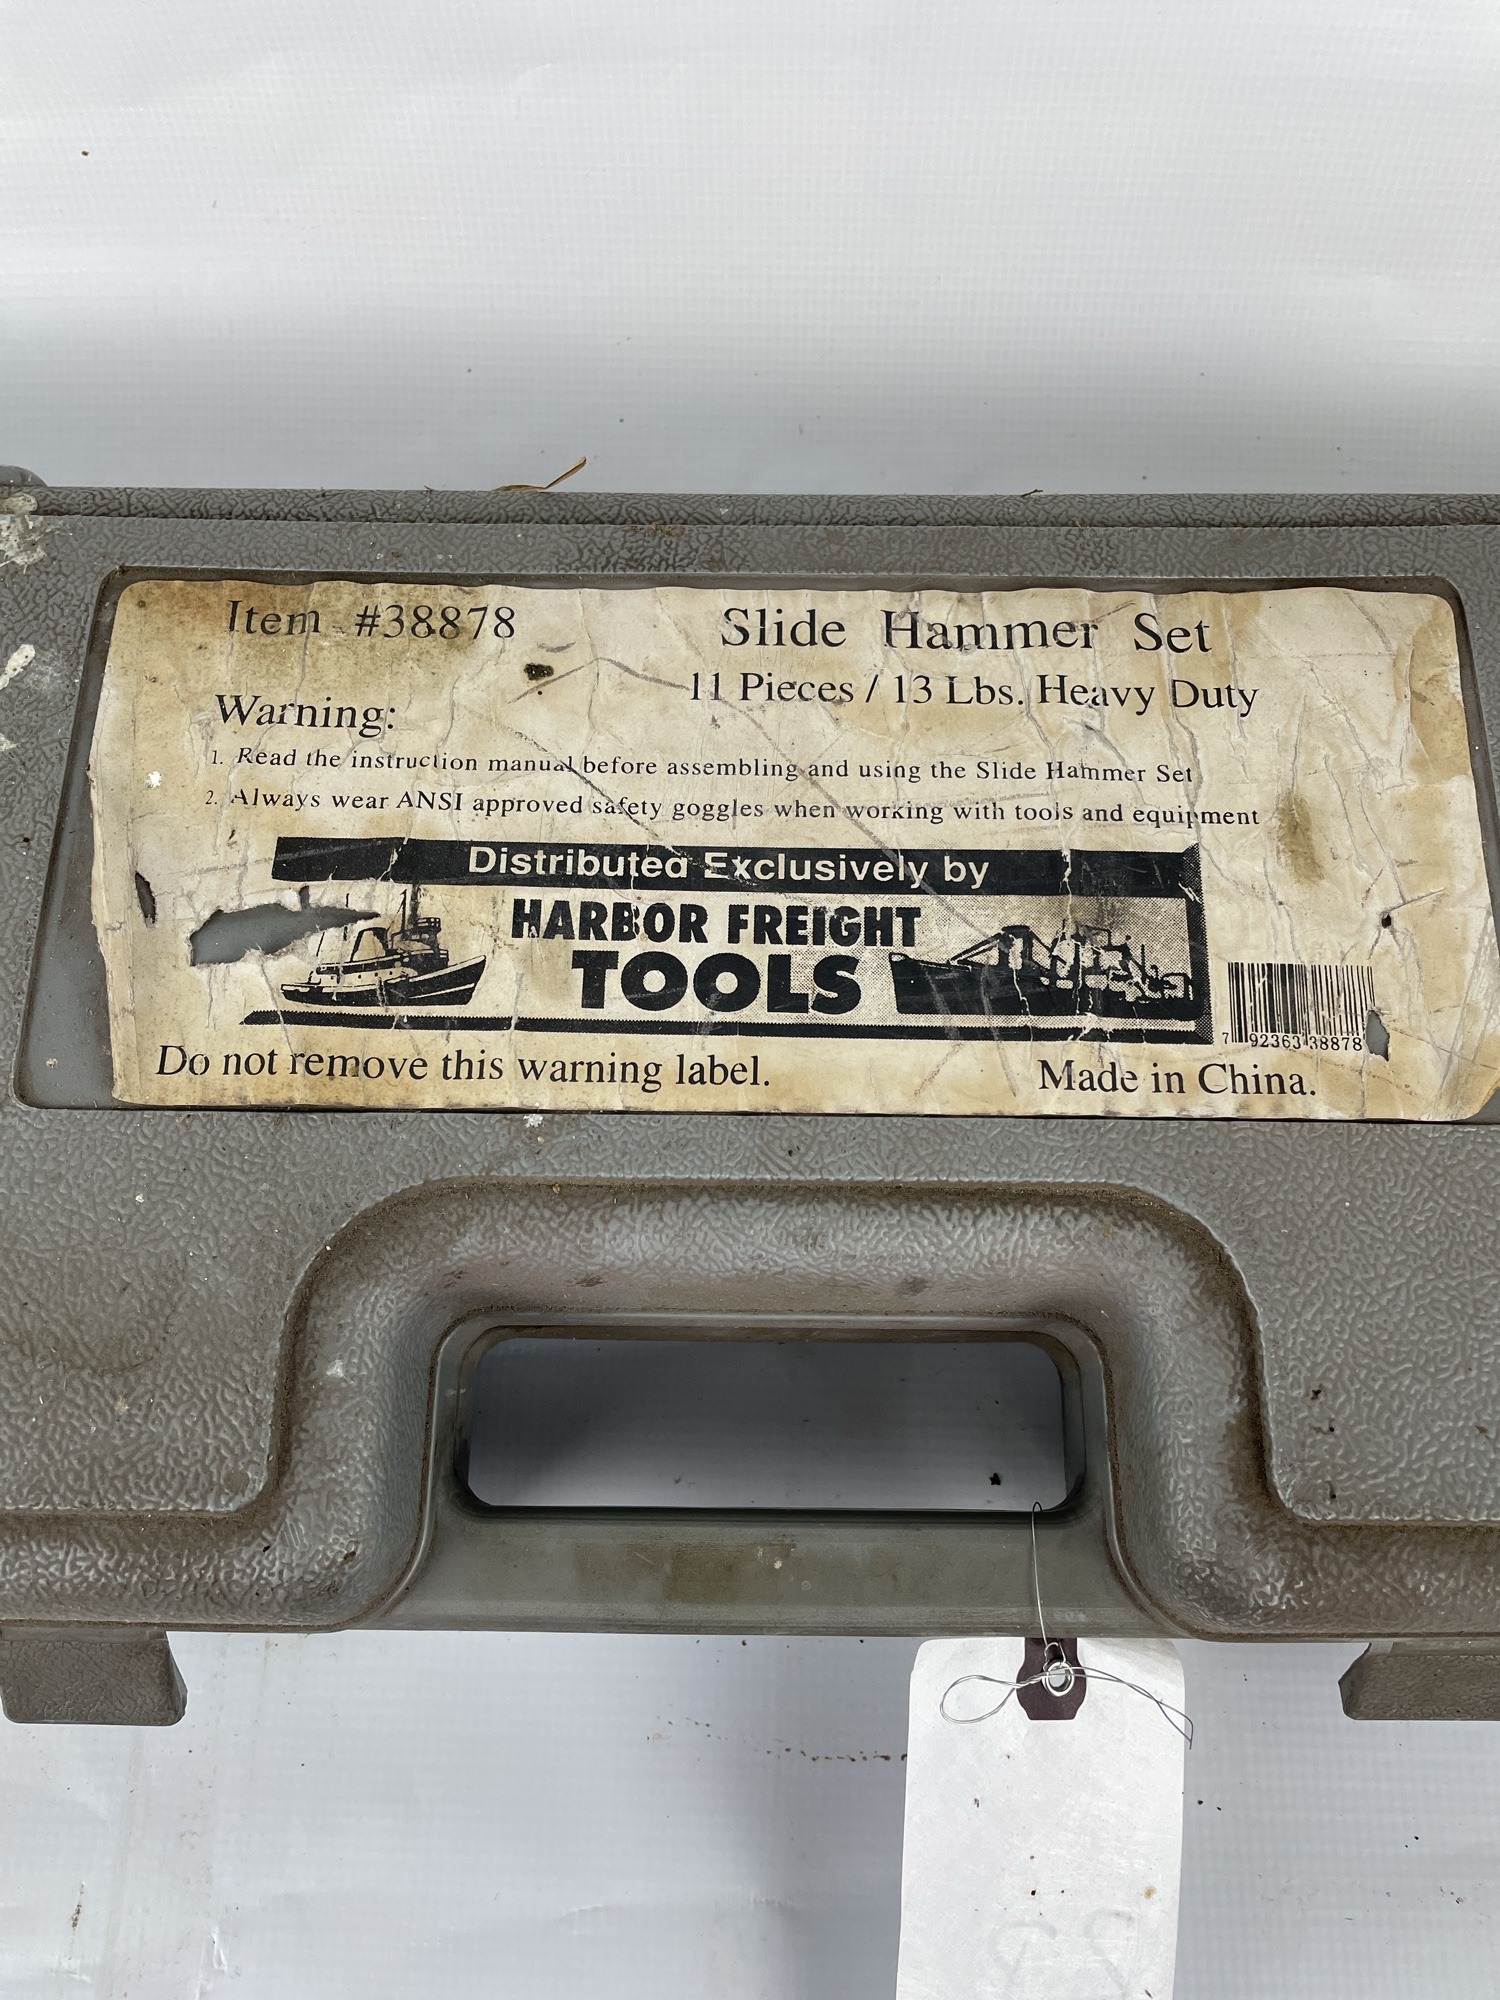 Item #38878
Slide Hammer Set
11 Pieces / 13 Lbs. Heavy Duty
Warning:
1. Read the instruction manual before assembling and using the Slide Hammer Set
2. Always wear ANSI approved safety goggles when working with tools and equipment
Distributed Exclusively by
HARBOR FREIGHT
TOOLS
7 92363 38878
Do not remove this warning label.
Made in China.